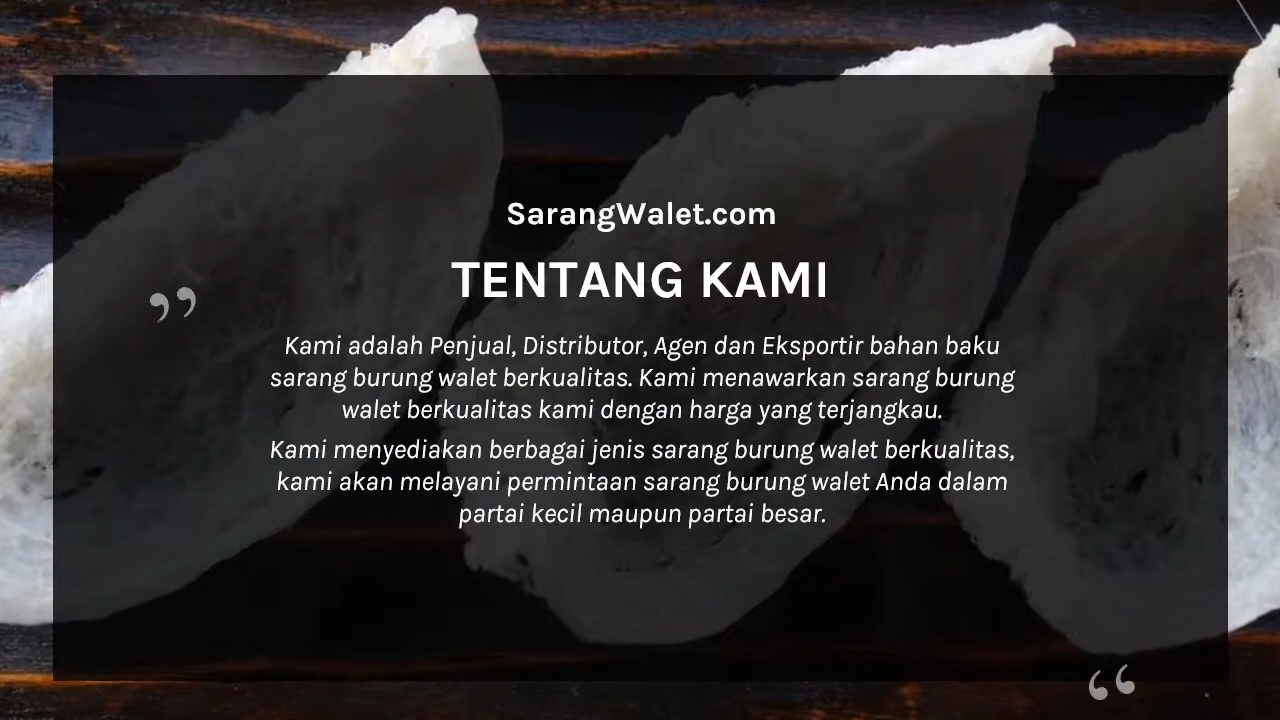 SarangWalet.com
TENTANG KAMI
”
Kami adalah Penjual, Distributor, Agen dan Eksportir bahan baku
sarang burung walet berkualitas. Kami menawarkan sarang burung
walet berkualitas kami dengan harga yang terjangkau.
Kami menyediakan berbagai jenis sarang burung walet berkualitas,
kami akan melayani permintaan sarang burung walet Anda dalam
partai kecil maupun partai besar.
“